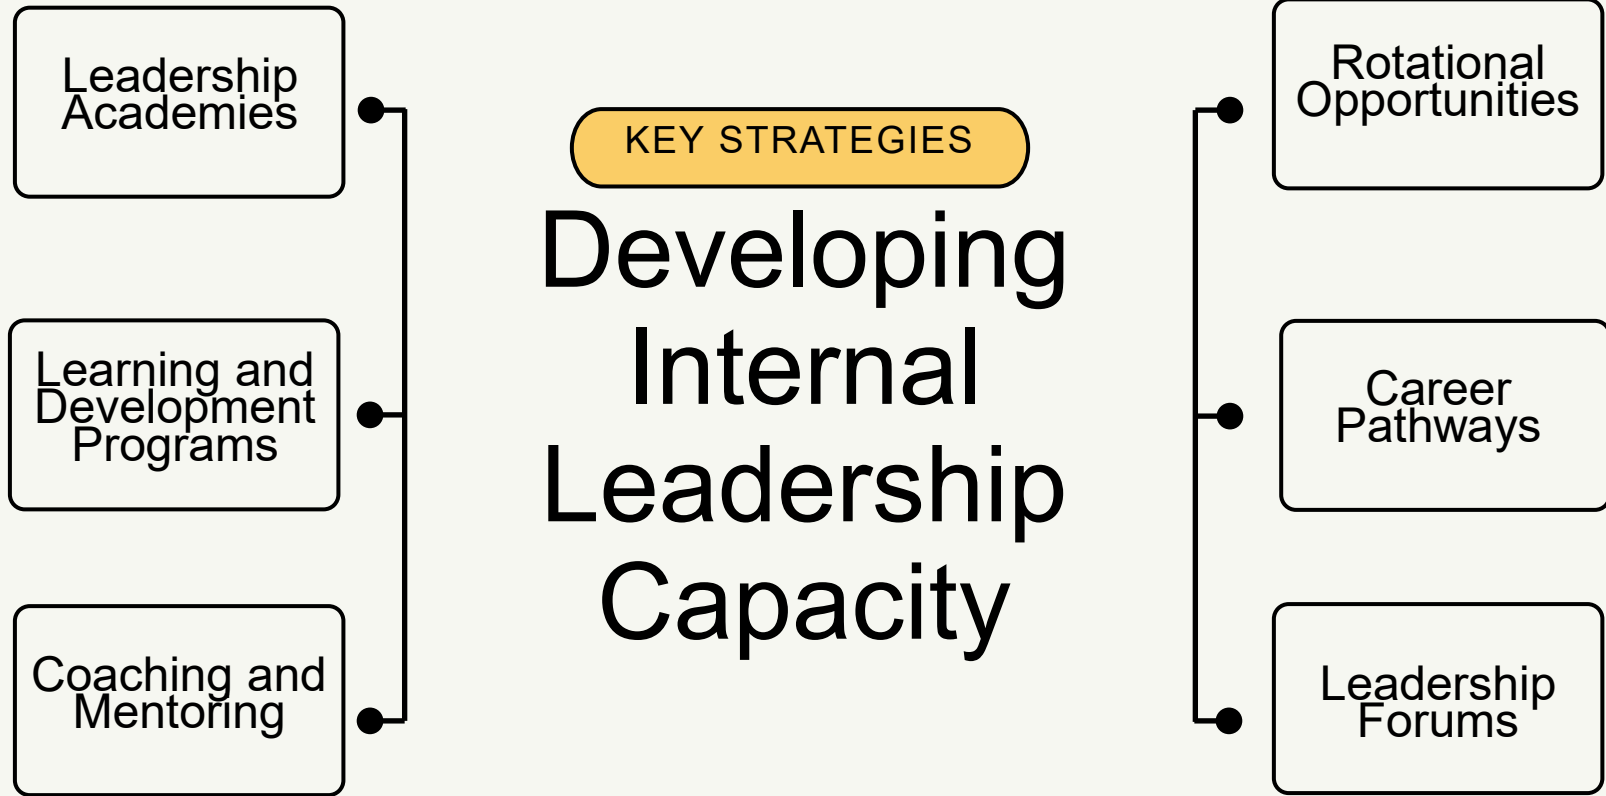 Leadership
Academies
Learning and
Development
Programs
Coaching and
Mentoring
KEY STRATEGIES
Developing
Internal
Leadership
Capacity
Rotational
Opportunities
Career
Pathways
Leadership
Forums